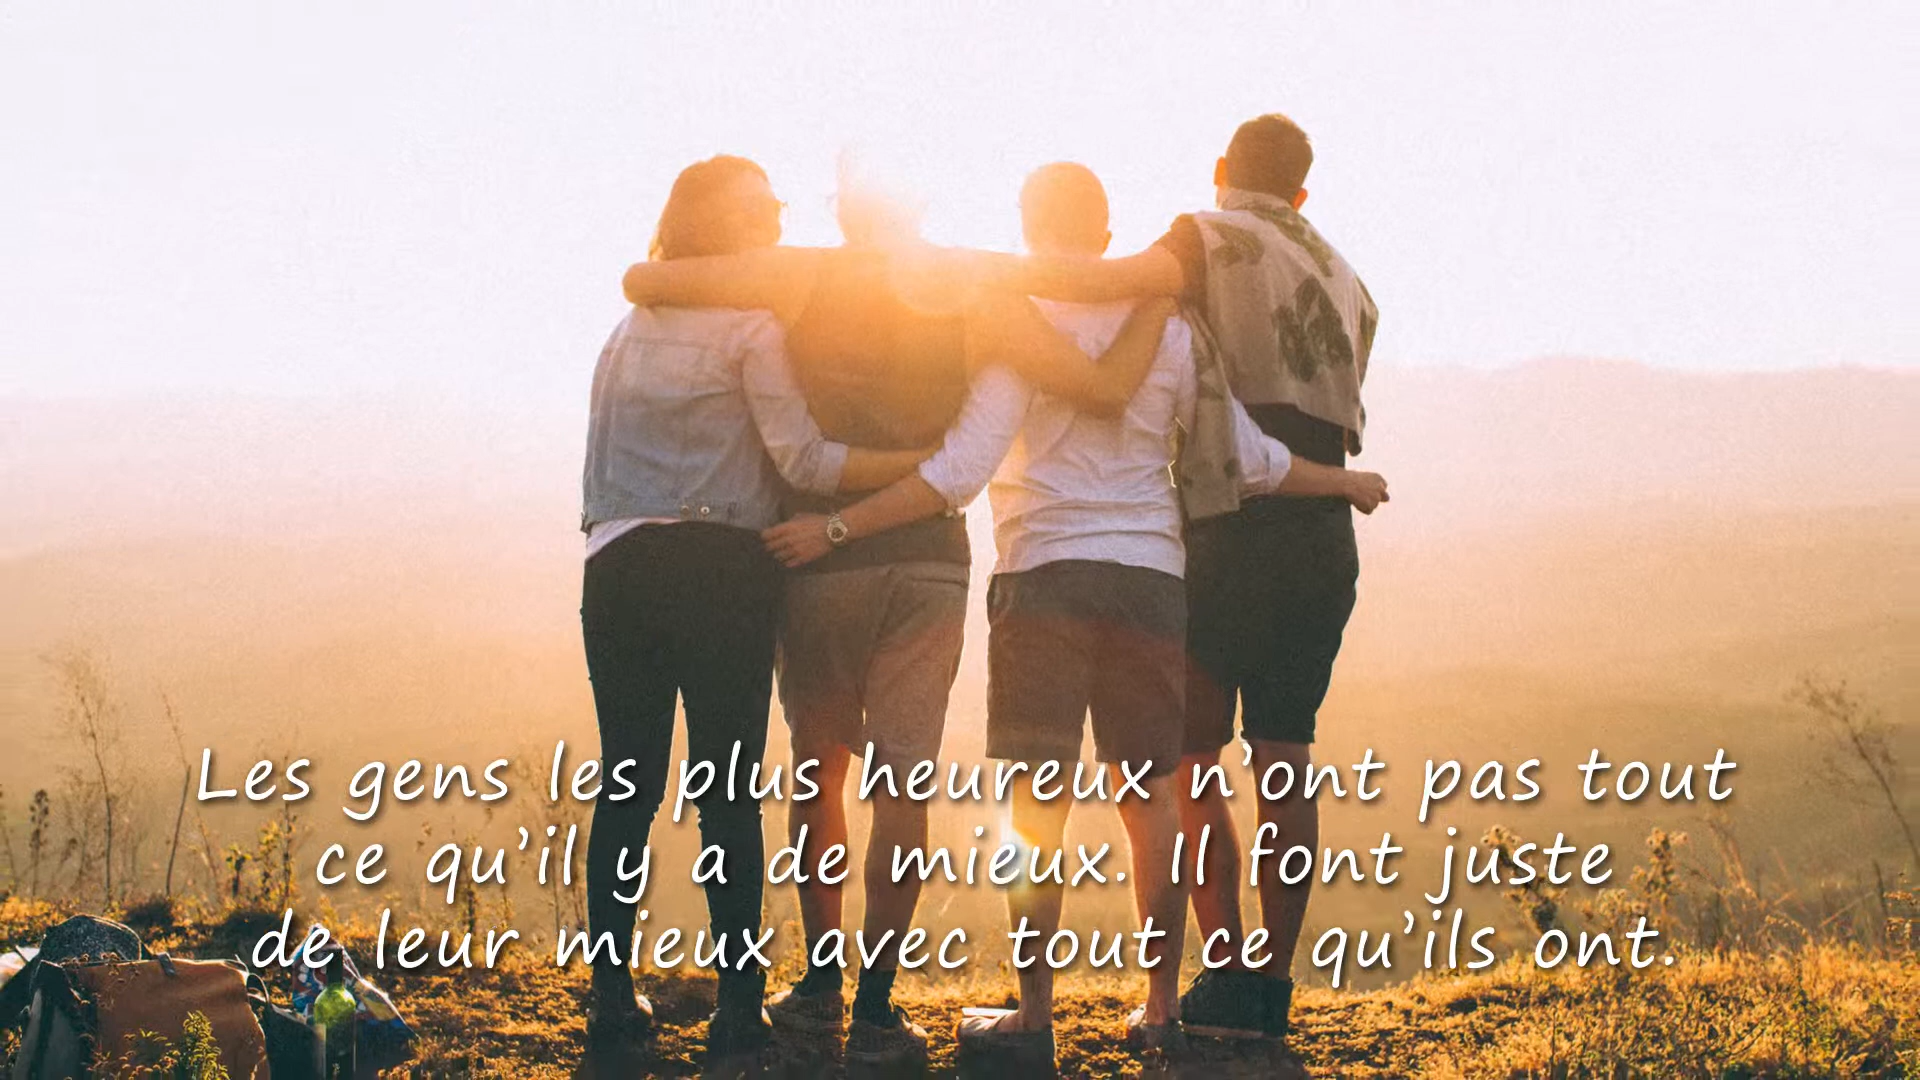 Les gens les plus heureux n’ont pas tout
ce qu’il y a de mieux. Il font juste
de leur mieux avec tout ce qu’ils ont.